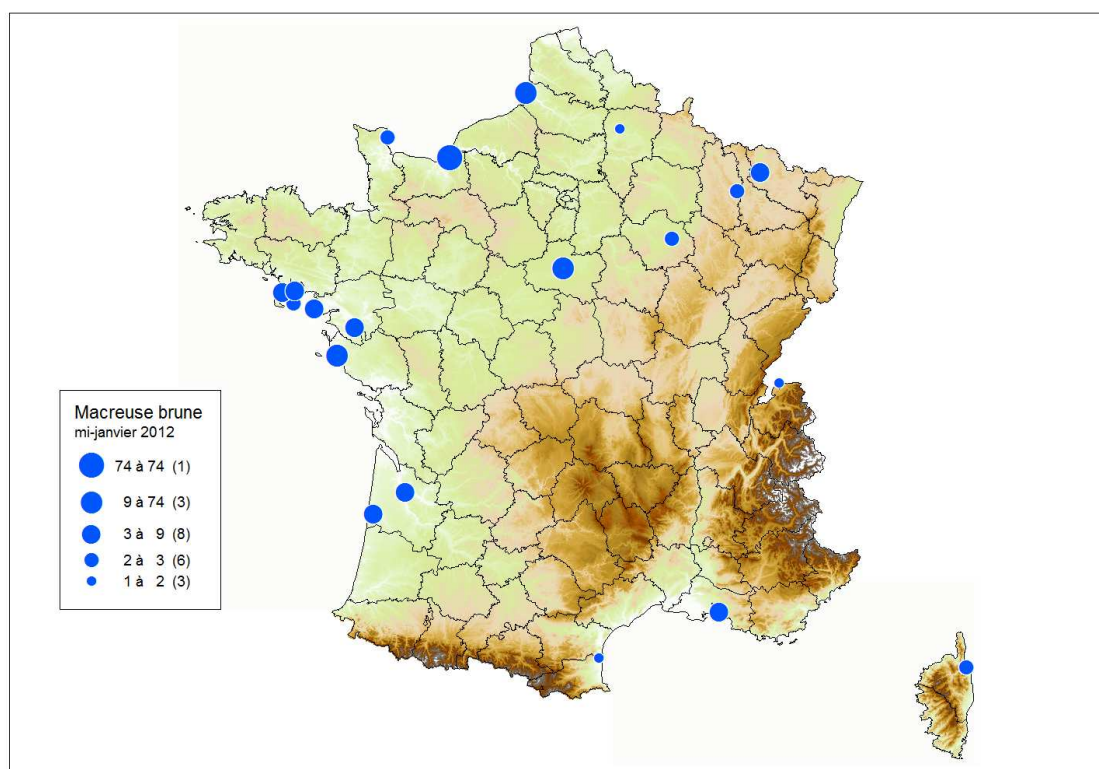 Macreuse brune
mi-janvier 2012
74 à 74 (1)
9 à 74 (3)
3 à 9 (8)
2 à 3 (6)
1 à 2 (3)